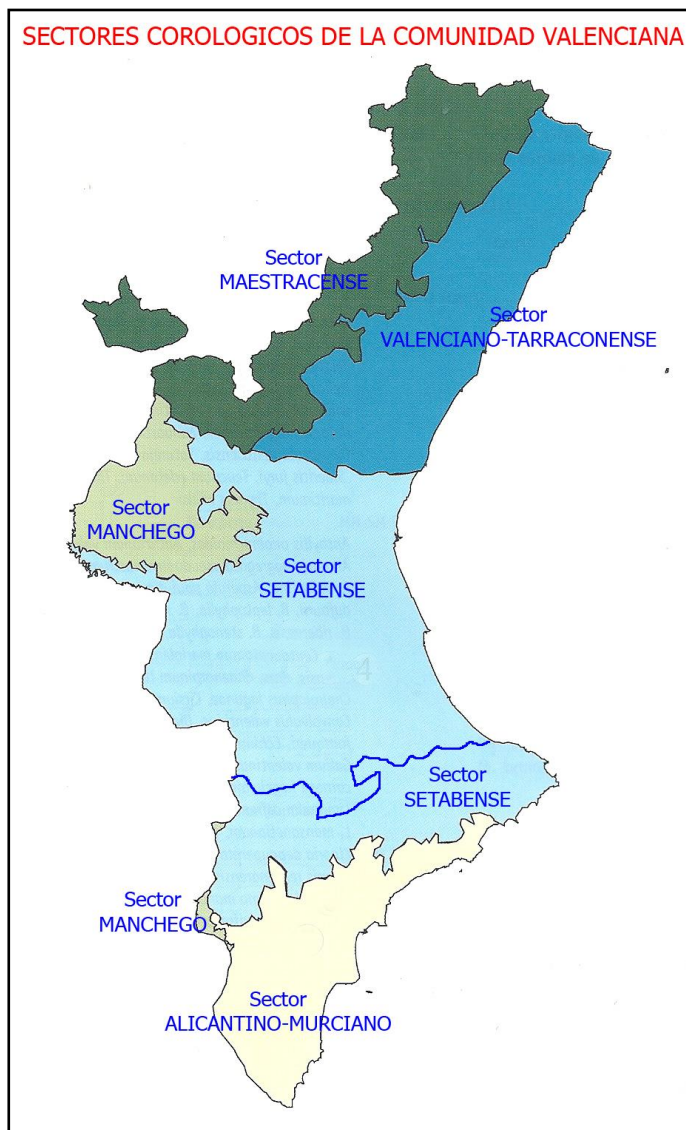 SECTORES COROLOGICOS DE LA COMUNIDAD VALENCIANA
Sector
MAESTRACENSE
Sector
VALENCIANO-TARRACONENSE
Sector
MANCHEGO
Sector
SETABENSE
Sector
SETABENSE
Sector
MANCHEGO
Sector
ALICANTINO-MURCIANO